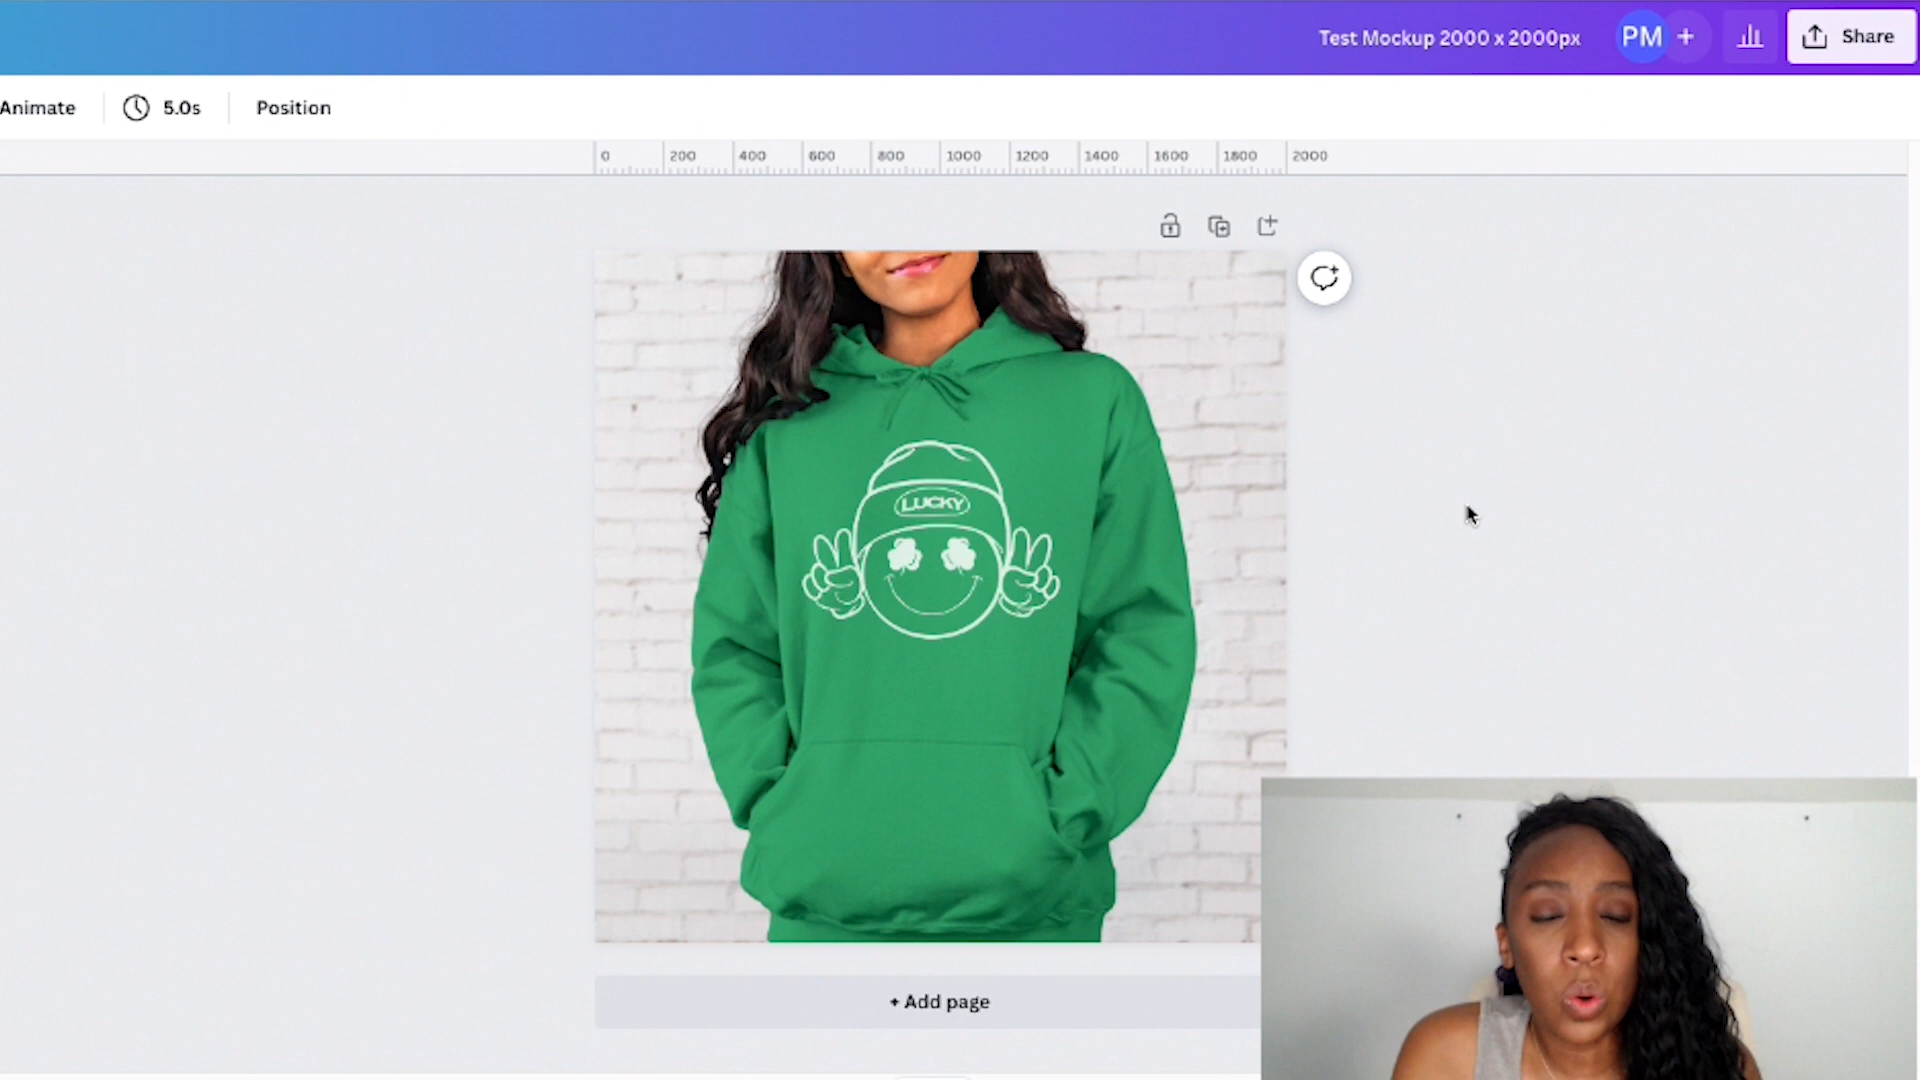 Test Mockup 2000 x 2000px
PM
+
Share
Animate
5.0s
Position
0 200 400 600 800 1000 1200 1400 1600 1800 2000
LUCKY
+ Add page